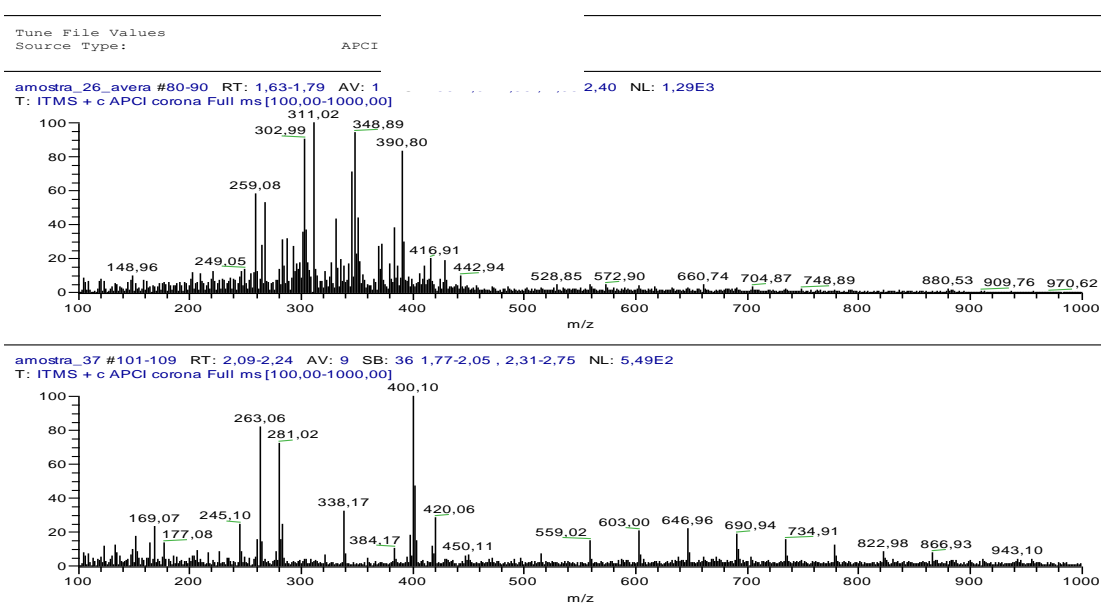 Tune File Values
Source Type: APCI
amostra_26_avera #80-90 RT: 1,63-1,79 AV: 1 2,40 NL: 1,29E3
T: ITMS + c APCI corona Full ms [100,00-1000,00]
311,02
302,99 348,89
390,80
259,08
249,05 416,91
148,96 442,94 528,85 572,90 660,74 704,87 748,89 880,53 909,76 970,62
100
80
60
40
20
0
100 200 300 400 500 600 700 800 900 1000
m/z
amostra_37 #101-109 RT: 2,09-2,24 AV: 9 SB: 36 1,77-2,05 , 2,31-2,75 NL: 5,49E2
T: ITMS + c APCI corona Full ms [100,00-1000,00]
400,10
263,06
281,02
338,17
420,06
169,07 245,10
177,08 384,17 450,11 559,02 603,00 646,96 690,94 734,91 822,98 866,93 943,10
100
80
60
40
20
0
100 200 300 400 500 600 700 800 900 1000
m/z